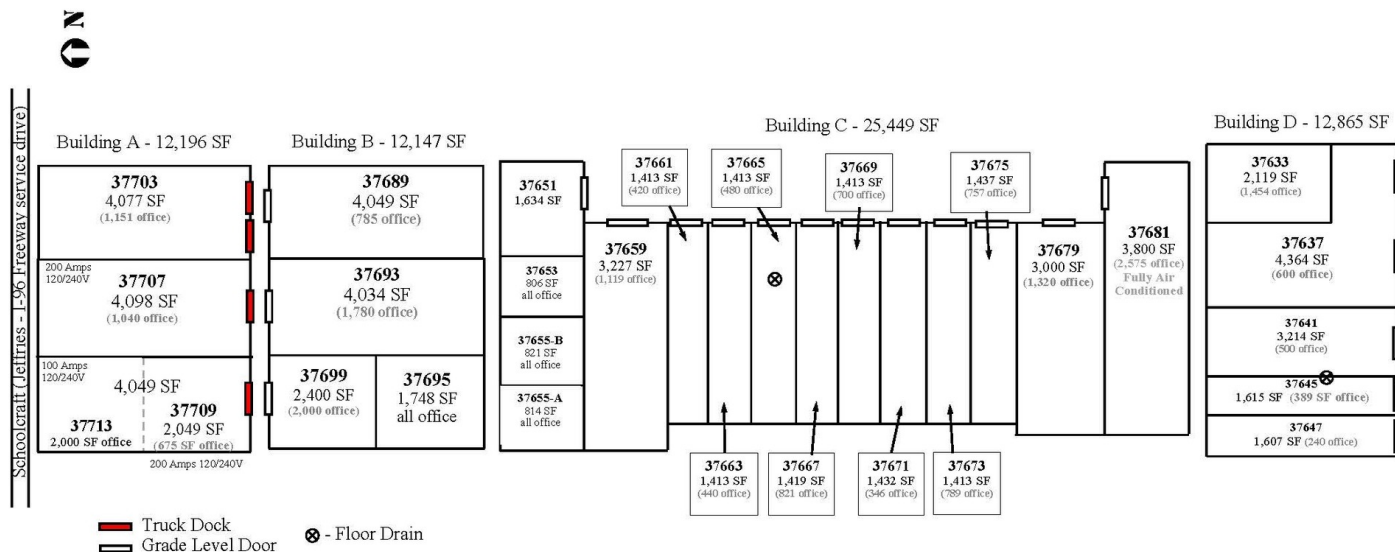 N
Schoolcraft (Jeffries - I-96 Freeway service drive)
Building A - 12,196 SF
37703
4,077 SF
(1,151 office)
200 Amps
120/240V
37707
4,098 SF
(1,040 office)
100 Amps
120/240V
4,049 SF
37713
2,000 SF office
37709
2,049 SF
(675 SF office)
200 Amps 120/240V
Building B - 12,147 SF
37689
4,049 SF
(785 office)
37693
4,034 SF
(1,780 office)
37699
2,400 SF
(2,000 office)
37695
1,748 SF
all office
Building C - 25,449 SF
37651
1,634 SF
37653
806 SF
all office
37655-B
821 SF
all office
37655-A
814 SF
all office
37659
3,227 SF
(1,119 office)
37661
1,413 SF
(420 office)
37665
1,413 SF
(480 office)
37669
1,413 SF
(700 office)
37675
1,437 SF
(757 office)
37663
1,413 SF
(440 office)
37667
1,419 SF
(821 office)
37671
1,432 SF
(346 office)
37673
1,413 SF
(789 office)
37679
3,000 SF
(1,320 office)
37681
3,800 SF
(2,575 office)
Fully Air
Conditioned
Building D - 12,865 SF
37633
2,119 SF
(1,454 office)
37637
4,364 SF
(600 office)
37641
3,214 SF
(500 office)
37645
1,615 SF (389 SF office)
37647
1,607 SF (240 office)
Truck Dock
Grade Level Door
- Floor Drain